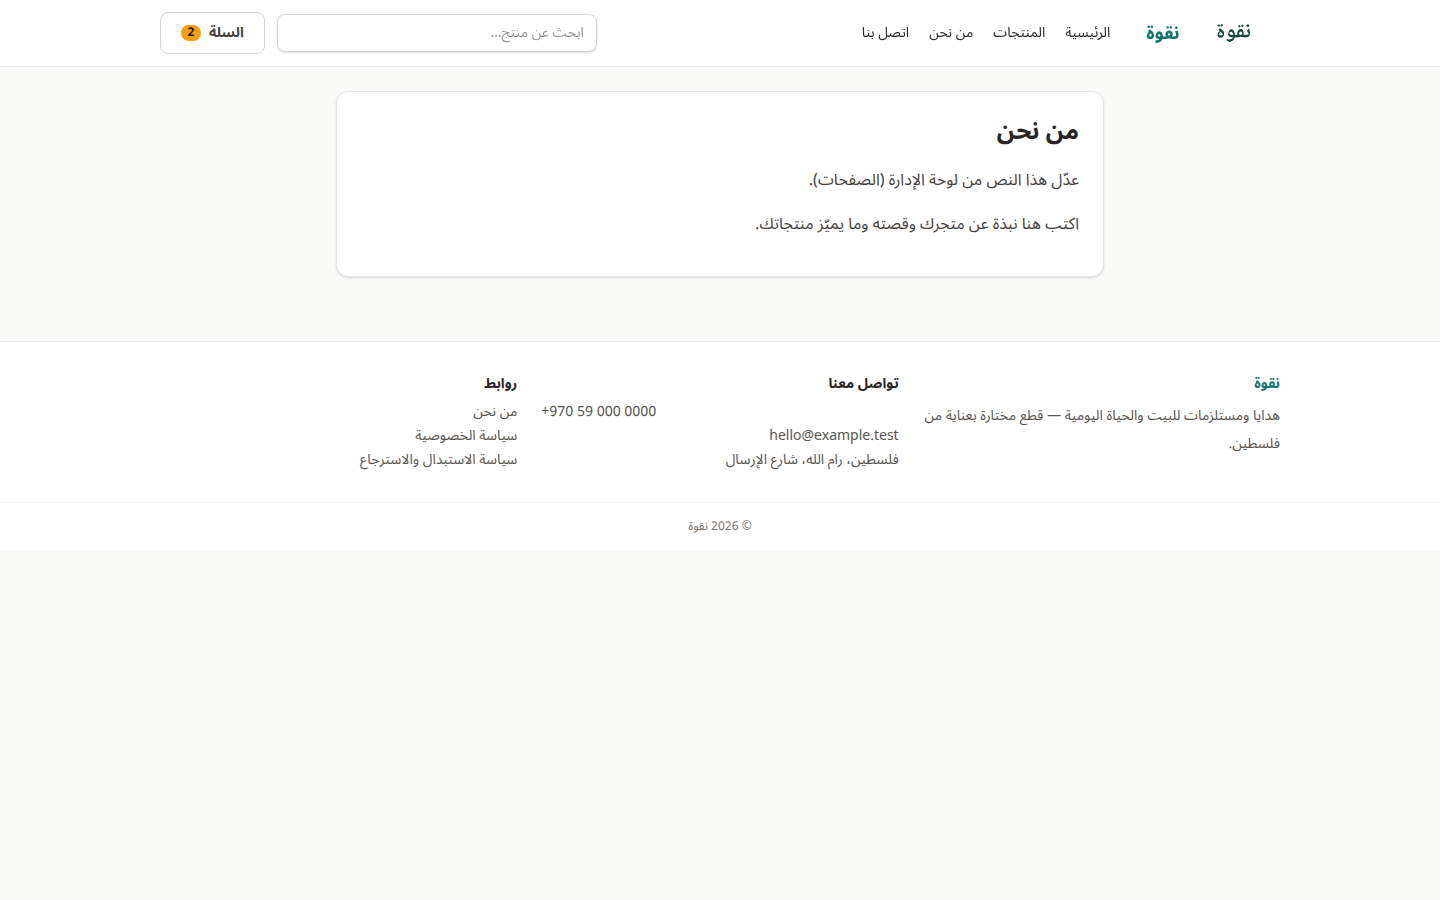 نقوة
نقوة
الرئيسية
المنتجات
من نحن
اتصل بنا
ابحث عن منتج...
السلة 2
من نحن
عدّل هذا النص من لوحة الإدارة (الصفحات).
اكتب هنا نبذة عن متجرك وقصته وما يميّز منتجاتك.
نقوة
هدايا ومستلزمات للبيت والحياة اليومية — قطع مختارة بعناية من
فلسطين.
تواصل معنا
+970 59 000 0000
hello@example.test
فلسطين، رام الله، شارع الإرسال
روابط
من نحن
سياسة الخصوصية
سياسة الاستبدال والاسترجاع
© 2026 نقوة